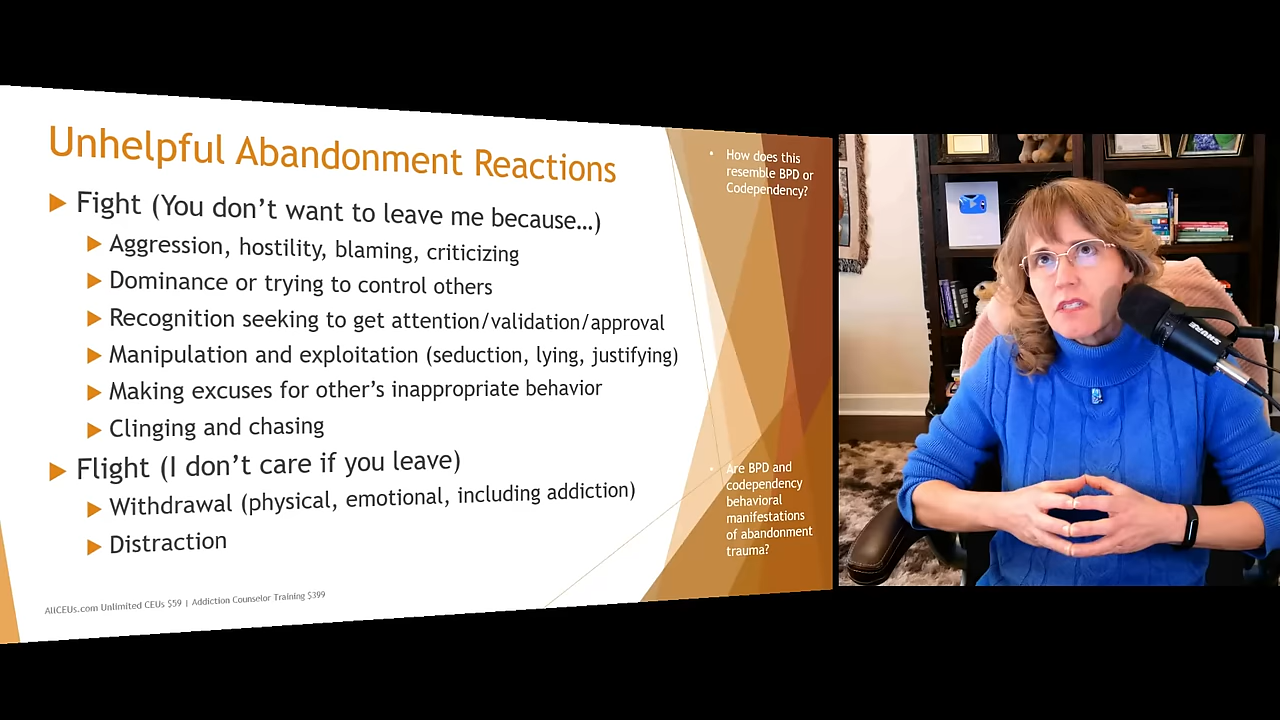 Unhelpful Abandonment Reactions
Fight (You don't want to leave me because…)
Aggression, hostility, blaming, criticizing
Dominance or trying to control others
Recognition seeking to get attention/validation/approval
Manipulation and exploitation (seduction, lying, justifying)
Making excuses for other's inappropriate behavior
Clinging and chasing
Flight (I don't care if you leave)
Withdrawal (physical, emotional, including addiction)
Distraction
AllCEUs.com Unlimited CEUs $59 | Addiction Counselor Training $399
• How does this
resemble BPD or
Codependency?
• Are BPD and
codependency
behavioral
manifestations
of abandonment
trauma?
SHURE